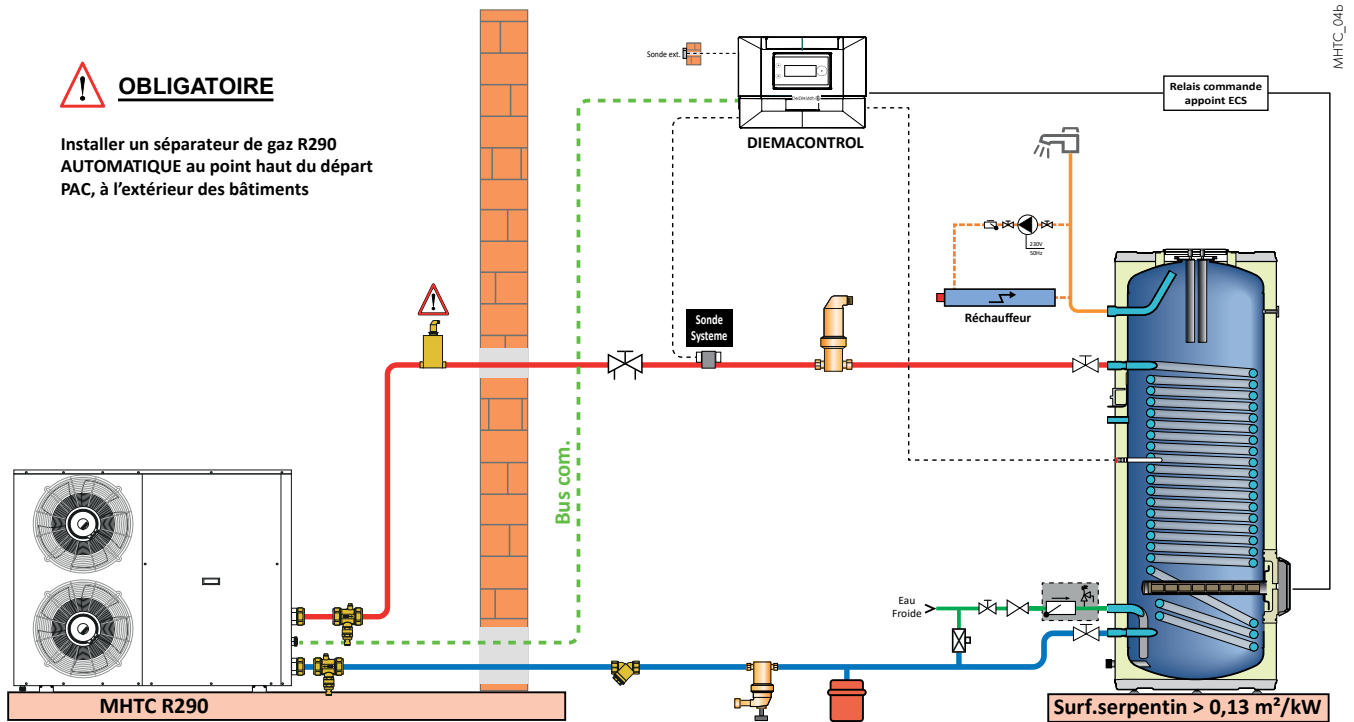 MHTC_04b
OBLIGATOIRE
Installer un séparateur de gaz R290
AUTOMATIQUE au point haut du départ
PAC, à l'extérieur des bâtiments
Sonde ext.
DIEMACONTROL
Relais commande
appoint ECS
230V
50Hz
Réchauffeur
Sonde
Systeme
Bus com.
Eau
Froide
MHTC R290
Surf.serpentin > 0,13 m²/kW